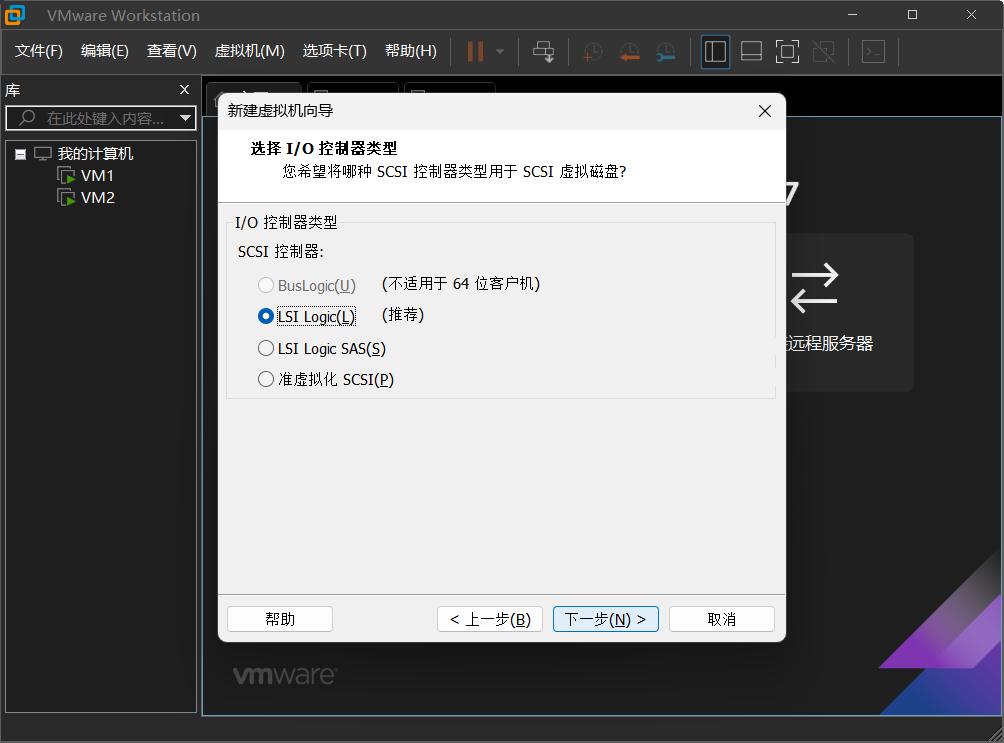 VMware Workstation
文件(F) 编辑(E) 查看(V) 虚拟机(M) 选项卡(T) 帮助(H)
库
在此处键入内容...
我的计算机
VM1
VM2
新建虚拟机向导
选择 I/O 控制器类型
您希望将哪种 SCSI 控制器类型用于 SCSI 虚拟磁盘?
7
I/O 控制器类型
SCSI 控制器:
BusLogic(U) (不适用于 64 位客户机)
LSI Logic(L) (推荐)
LSI Logic SAS(S)
准虚拟化 SCSI(P)
远程服务器
帮助 < 上一步(B) 下一步(N) > 取消
vmware